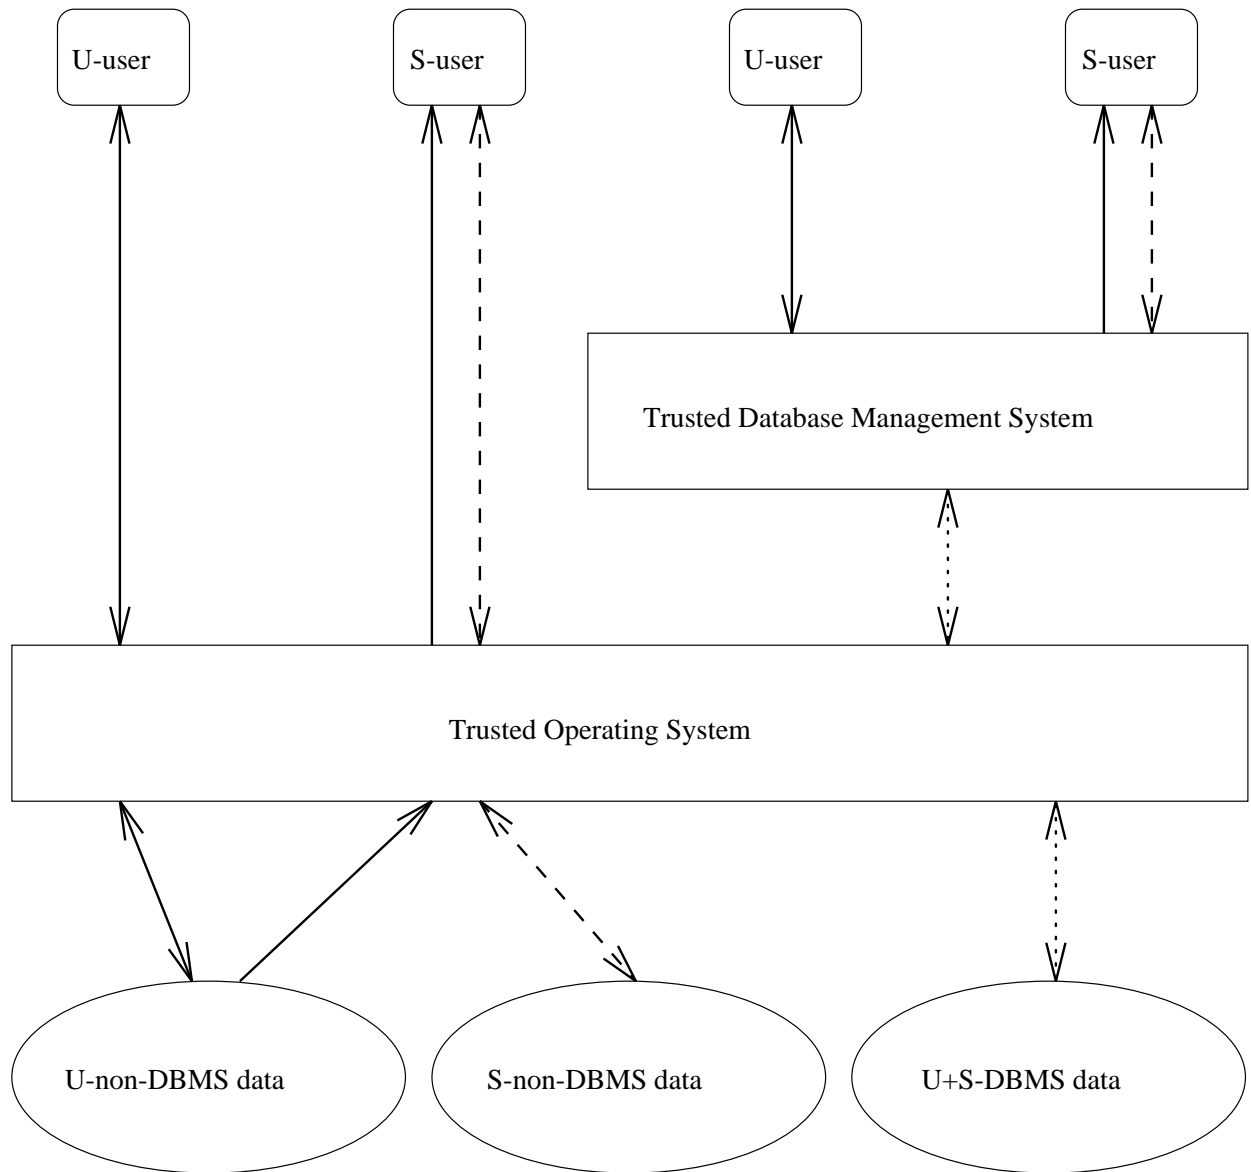 U-user
S-user
U-user
S-user
Trusted Database Management System
Trusted Operating System
U-non-DBMS data
S-non-DBMS data
U+S-DBMS data